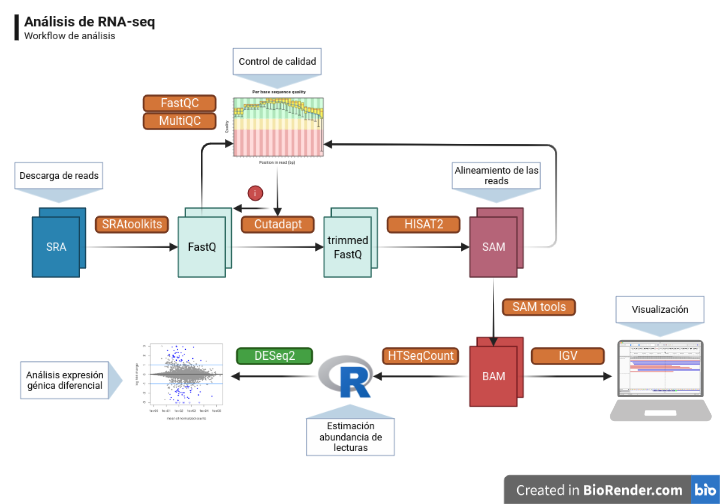 Análisis de RNA-seq
Workflow de análisis
Control de calidad
Per base sequence quality
FastQC
MultiQC
Quality
Position in read (bp)
Descarga de reads
Alineamiento de las
reads
i
SRA
SRAtoolkits
FastQ
Cutadapt
trimmed
FastQ
HISAT2
SAM
SAM tools
Visualización
Análisis expresión
génica diferencial
DESeq2
R
HTSeqCount
BAM
IGV
Estimación
abundancia de
lecturas
Created in BioRender.com bio